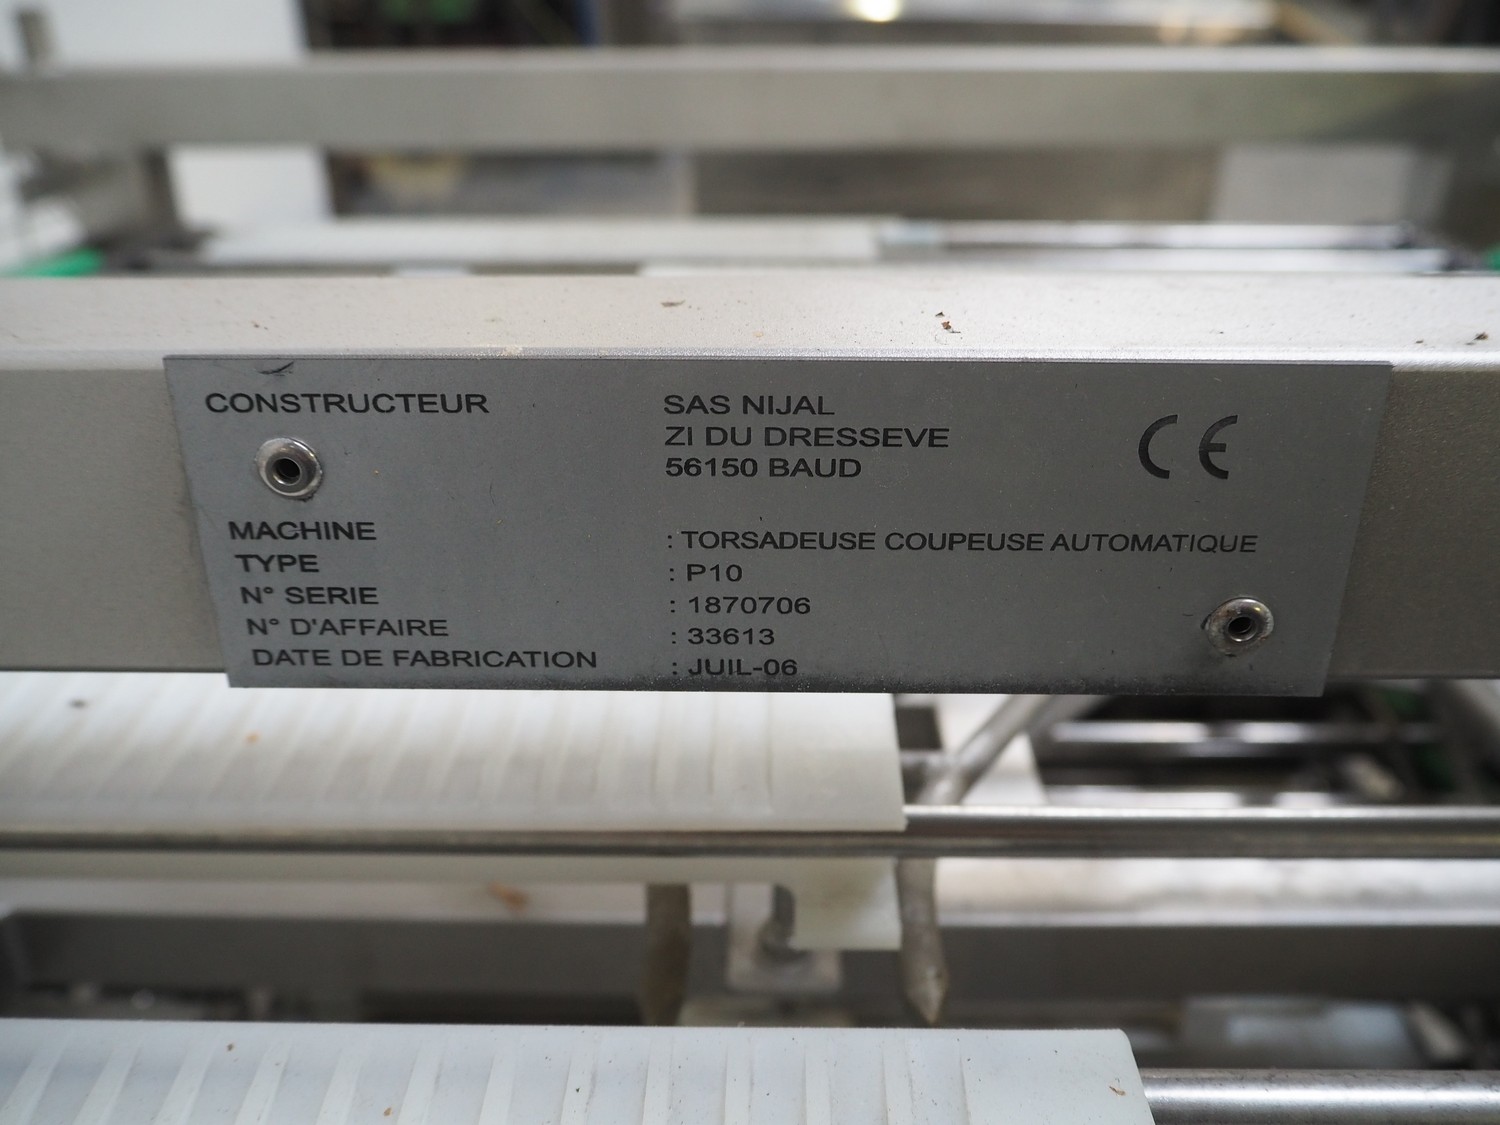 CONSTRUCTEUR SAS NIJAL
ZI DU DRESSEVE
56150 BAUD
CE
MACHINE : TORSADEUSE COUPEUSE AUTOMATIQUE
TYPE : P10
N° SERIE : 1870706
N° D'AFFAIRE : 33613
DATE DE FABRICATION : JUIL-06